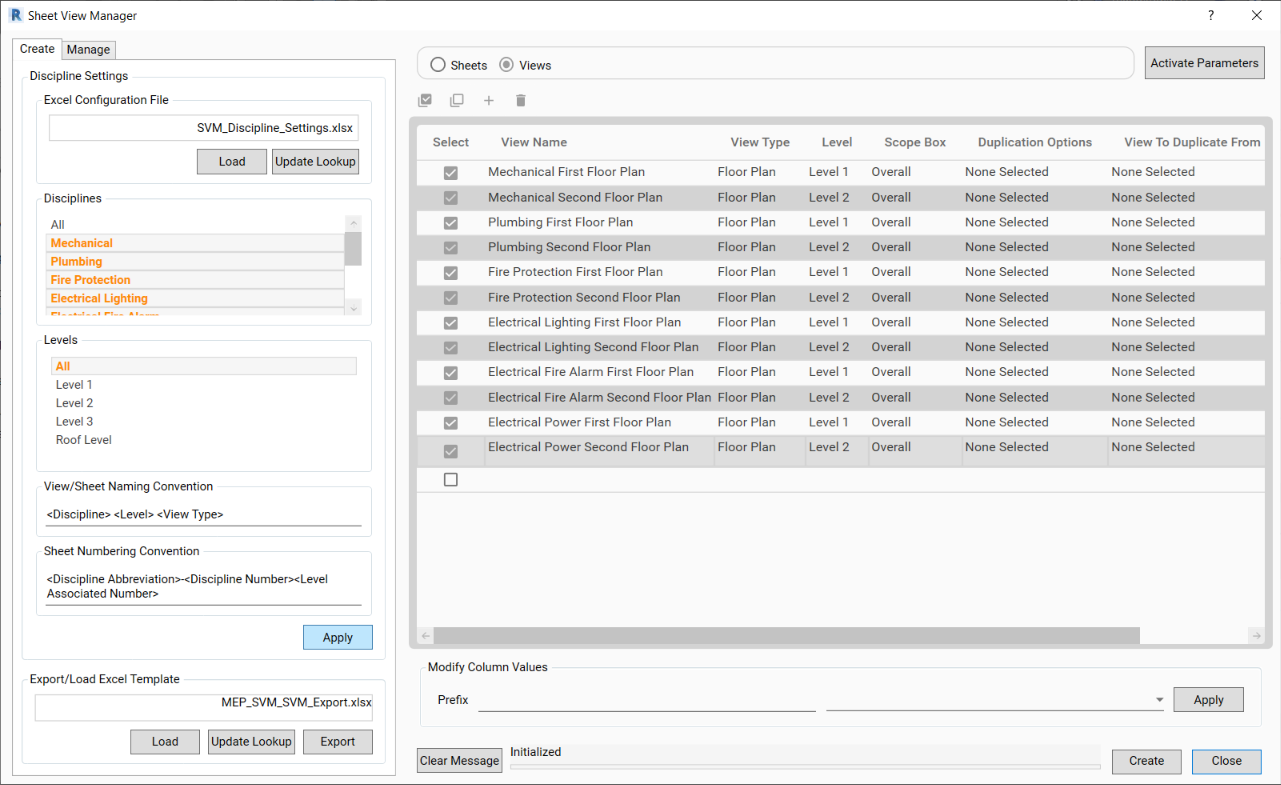 R Sheet View Manager ?
Create Manage
Discipline Settings
Excel Configuration File
SVM_Discipline_Settings.xlsx
Load Update Lookup
Disciplines
All
Mechanical
Plumbing
Fire Protection
Electrical Lighting
Electrical Fire Alarm
Levels
All
Level 1
Level 2
Level 3
Roof Level
View/Sheet Naming Convention
<Discipline> <Level> <View Type>
Sheet Numbering Convention
<Discipline Abbreviation>-<Discipline Number><Level
Associated Number>
Apply
Export/Load Excel Template
MEP_SVM_SVM_Export.xlsx
Load Update Lookup Export
Sheets Views
Activate Parameters
Select View Name View Type Level Scope Box Duplication Options View To Duplicate From
Mechanical First Floor Plan Floor Plan Level 1 Overall None Selected None Selected
Mechanical Second Floor Plan Floor Plan Level 2 Overall None Selected None Selected
Plumbing First Floor Plan Floor Plan Level 1 Overall None Selected None Selected
Plumbing Second Floor Plan Floor Plan Level 2 Overall None Selected None Selected
Fire Protection First Floor Plan Floor Plan Level 1 Overall None Selected None Selected
Fire Protection Second Floor Plan Floor Plan Level 2 Overall None Selected None Selected
Electrical Lighting First Floor Plan Floor Plan Level 1 Overall None Selected None Selected
Electrical Lighting Second Floor Plan Floor Plan Level 2 Overall None Selected None Selected
Electrical Fire Alarm First Floor Plan Floor Plan Level 1 Overall None Selected None Selected
Electrical Fire Alarm Second Floor Plan Floor Plan Level 2 Overall None Selected None Selected
Electrical Power First Floor Plan Floor Plan Level 1 Overall None Selected None Selected
Electrical Power Second Floor Plan Floor Plan Level 2 Overall None Selected None Selected
Modify Column Values
Prefix Apply
Clear Message Initialized Create Close